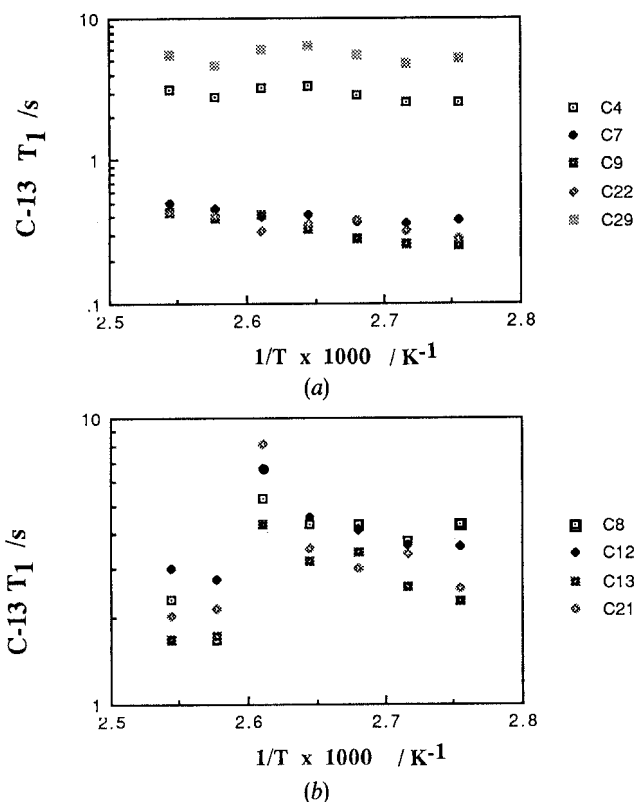 10
1
.1
C-13 T1 /s
2.5 2.6 2.7 2.8
1/T x 1000 / K-1
(a)
C4
C7
C9
C22
C29
10
1
C-13 T1 /s
2.5 2.6 2.7 2.8
1/T x 1000 / K-1
(b)
C8
C12
C13
C21